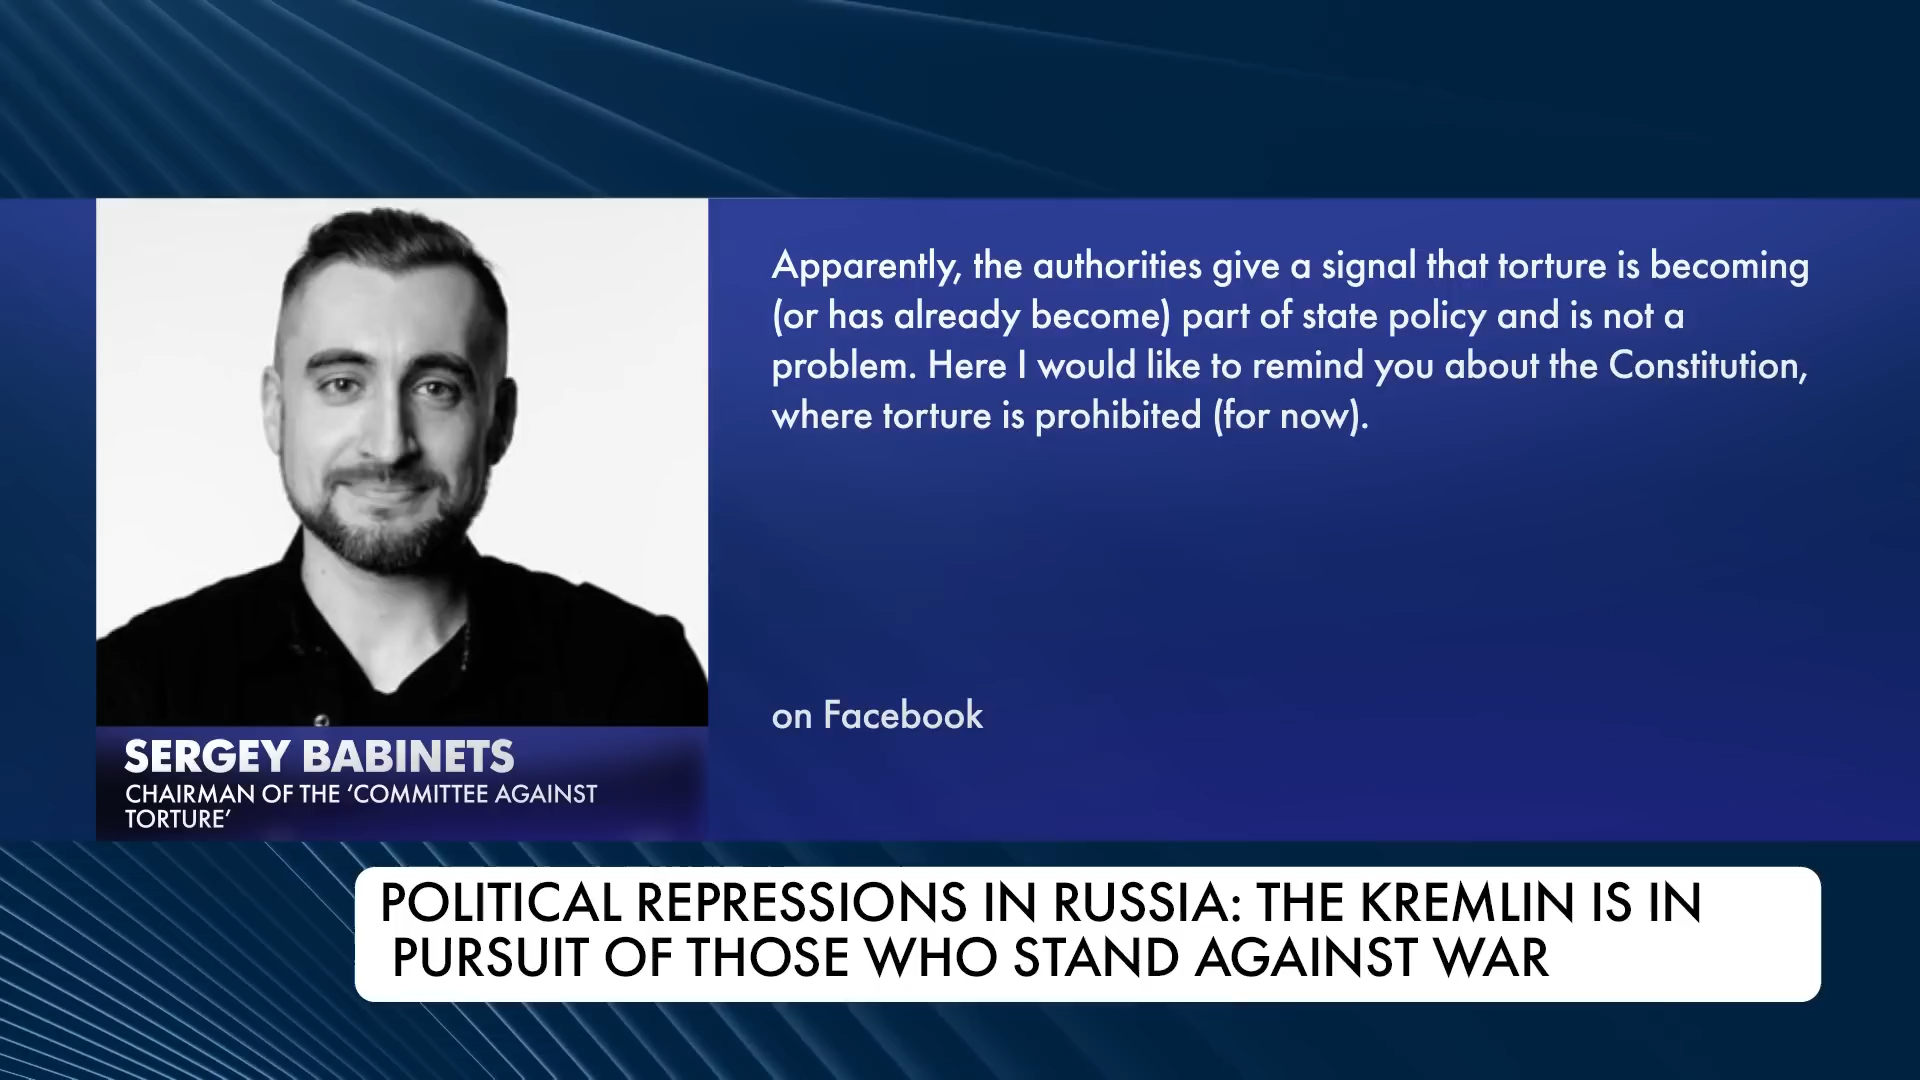 Apparently, the authorities give a signal that torture is becoming
(or has already become) part of state policy and is not a
problem. Here I would like to remind you about the Constitution,
where torture is prohibited (for now).
on Facebook
SERGEY BABINETS
CHAIRMAN OF THE ‘COMMITTEE AGAINST
TORTURE’
POLITICAL REPRESSIONS IN RUSSIA: THE KREMLIN IS IN
PURSUIT OF THOSE WHO STAND AGAINST WAR